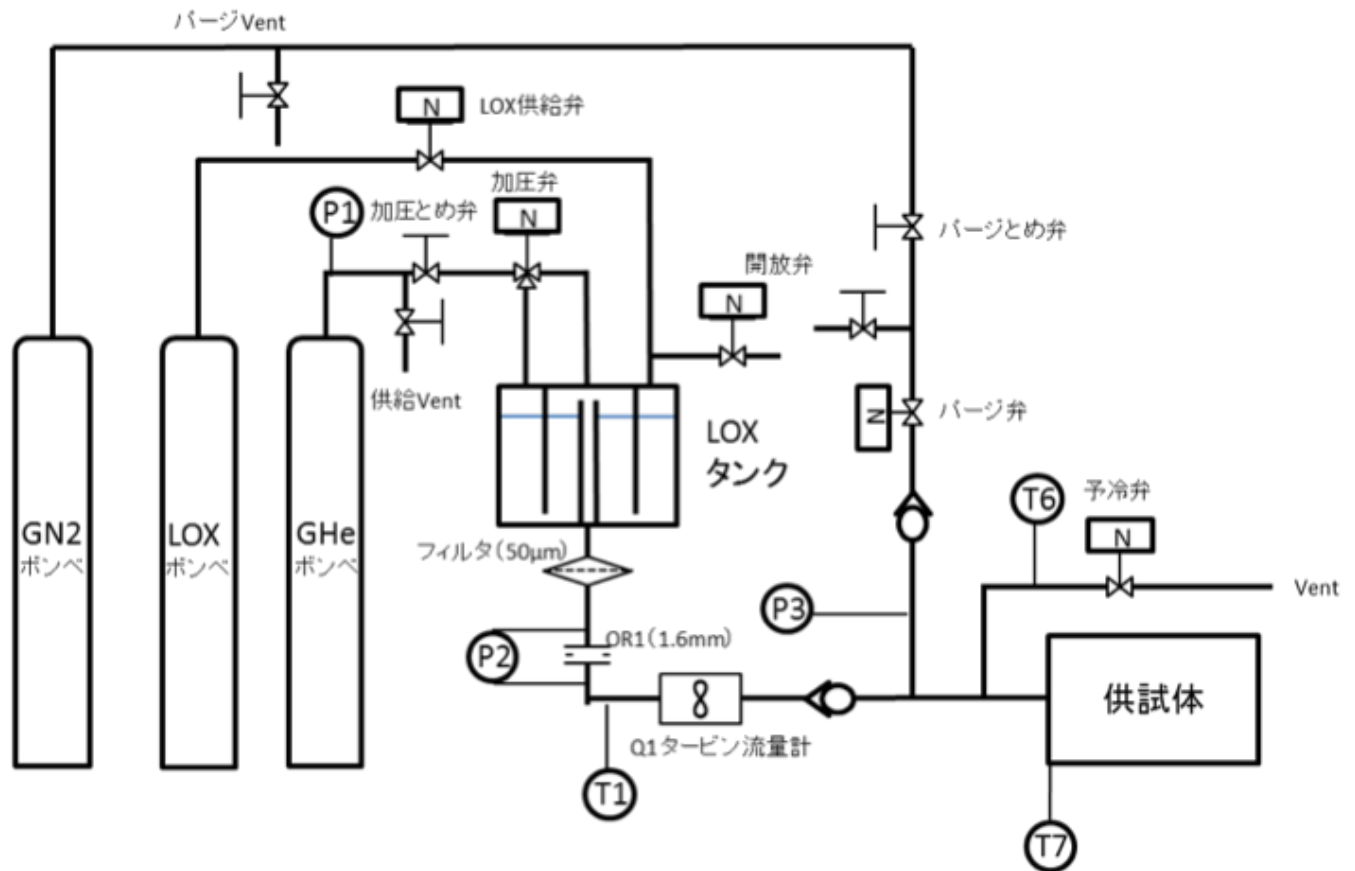 パージVent
N
LOX供給弁
加圧弁
N
P1
加圧とめ弁
パージとめ弁
開放弁
N
供給Vent
N
パージ弁
LOX
タンク
GN2
ボンベ
LOX
ボンベ
GHe
ボンベ
フィルタ(50μm)
T6
予冷弁
N
Vent
P3
P2
OR1(1.6mm)
供試体
Q1タービン流量計
T1
T7